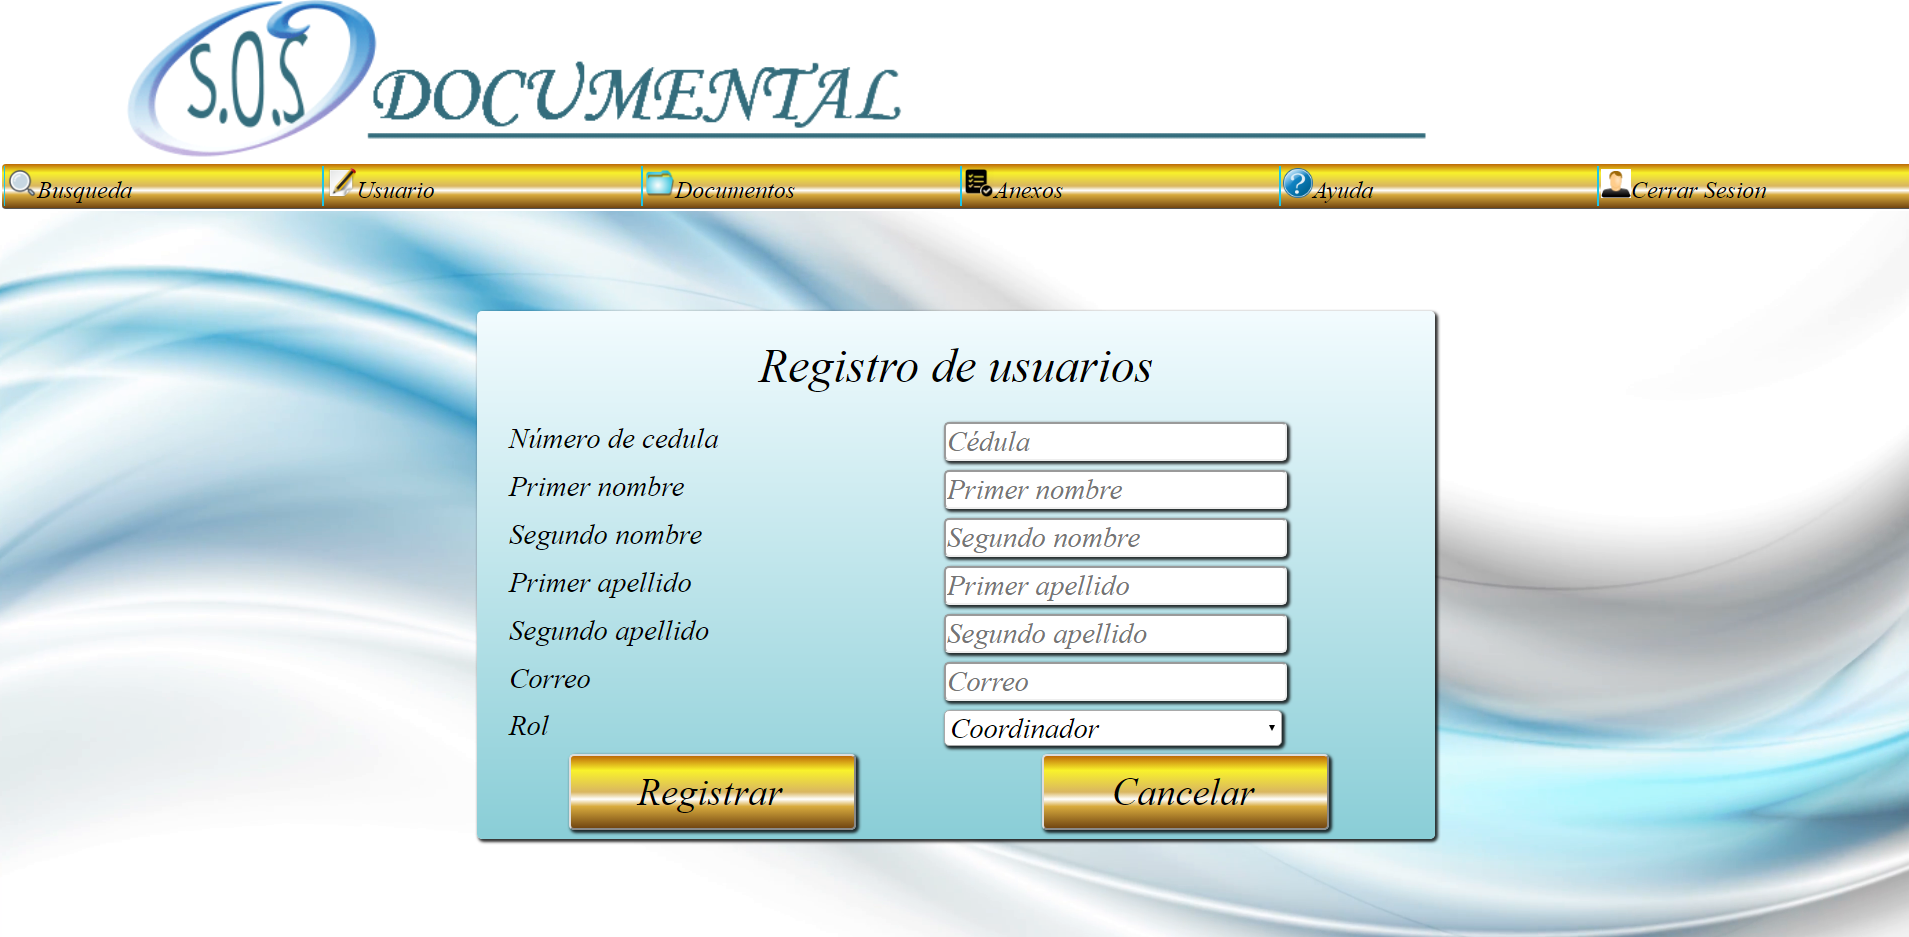 S.O.S DOCUMENTAL
Busqueda Usuario Documentos Anexos Ayuda Cerrar Sesion
Registro de usuarios
Número de cedula Cédula
Primer nombre Primer nombre
Segundo nombre Segundo nombre
Primer apellido Primer apellido
Segundo apellido Segundo apellido
Correo Correo
Rol Coordinador
Registrar Cancelar